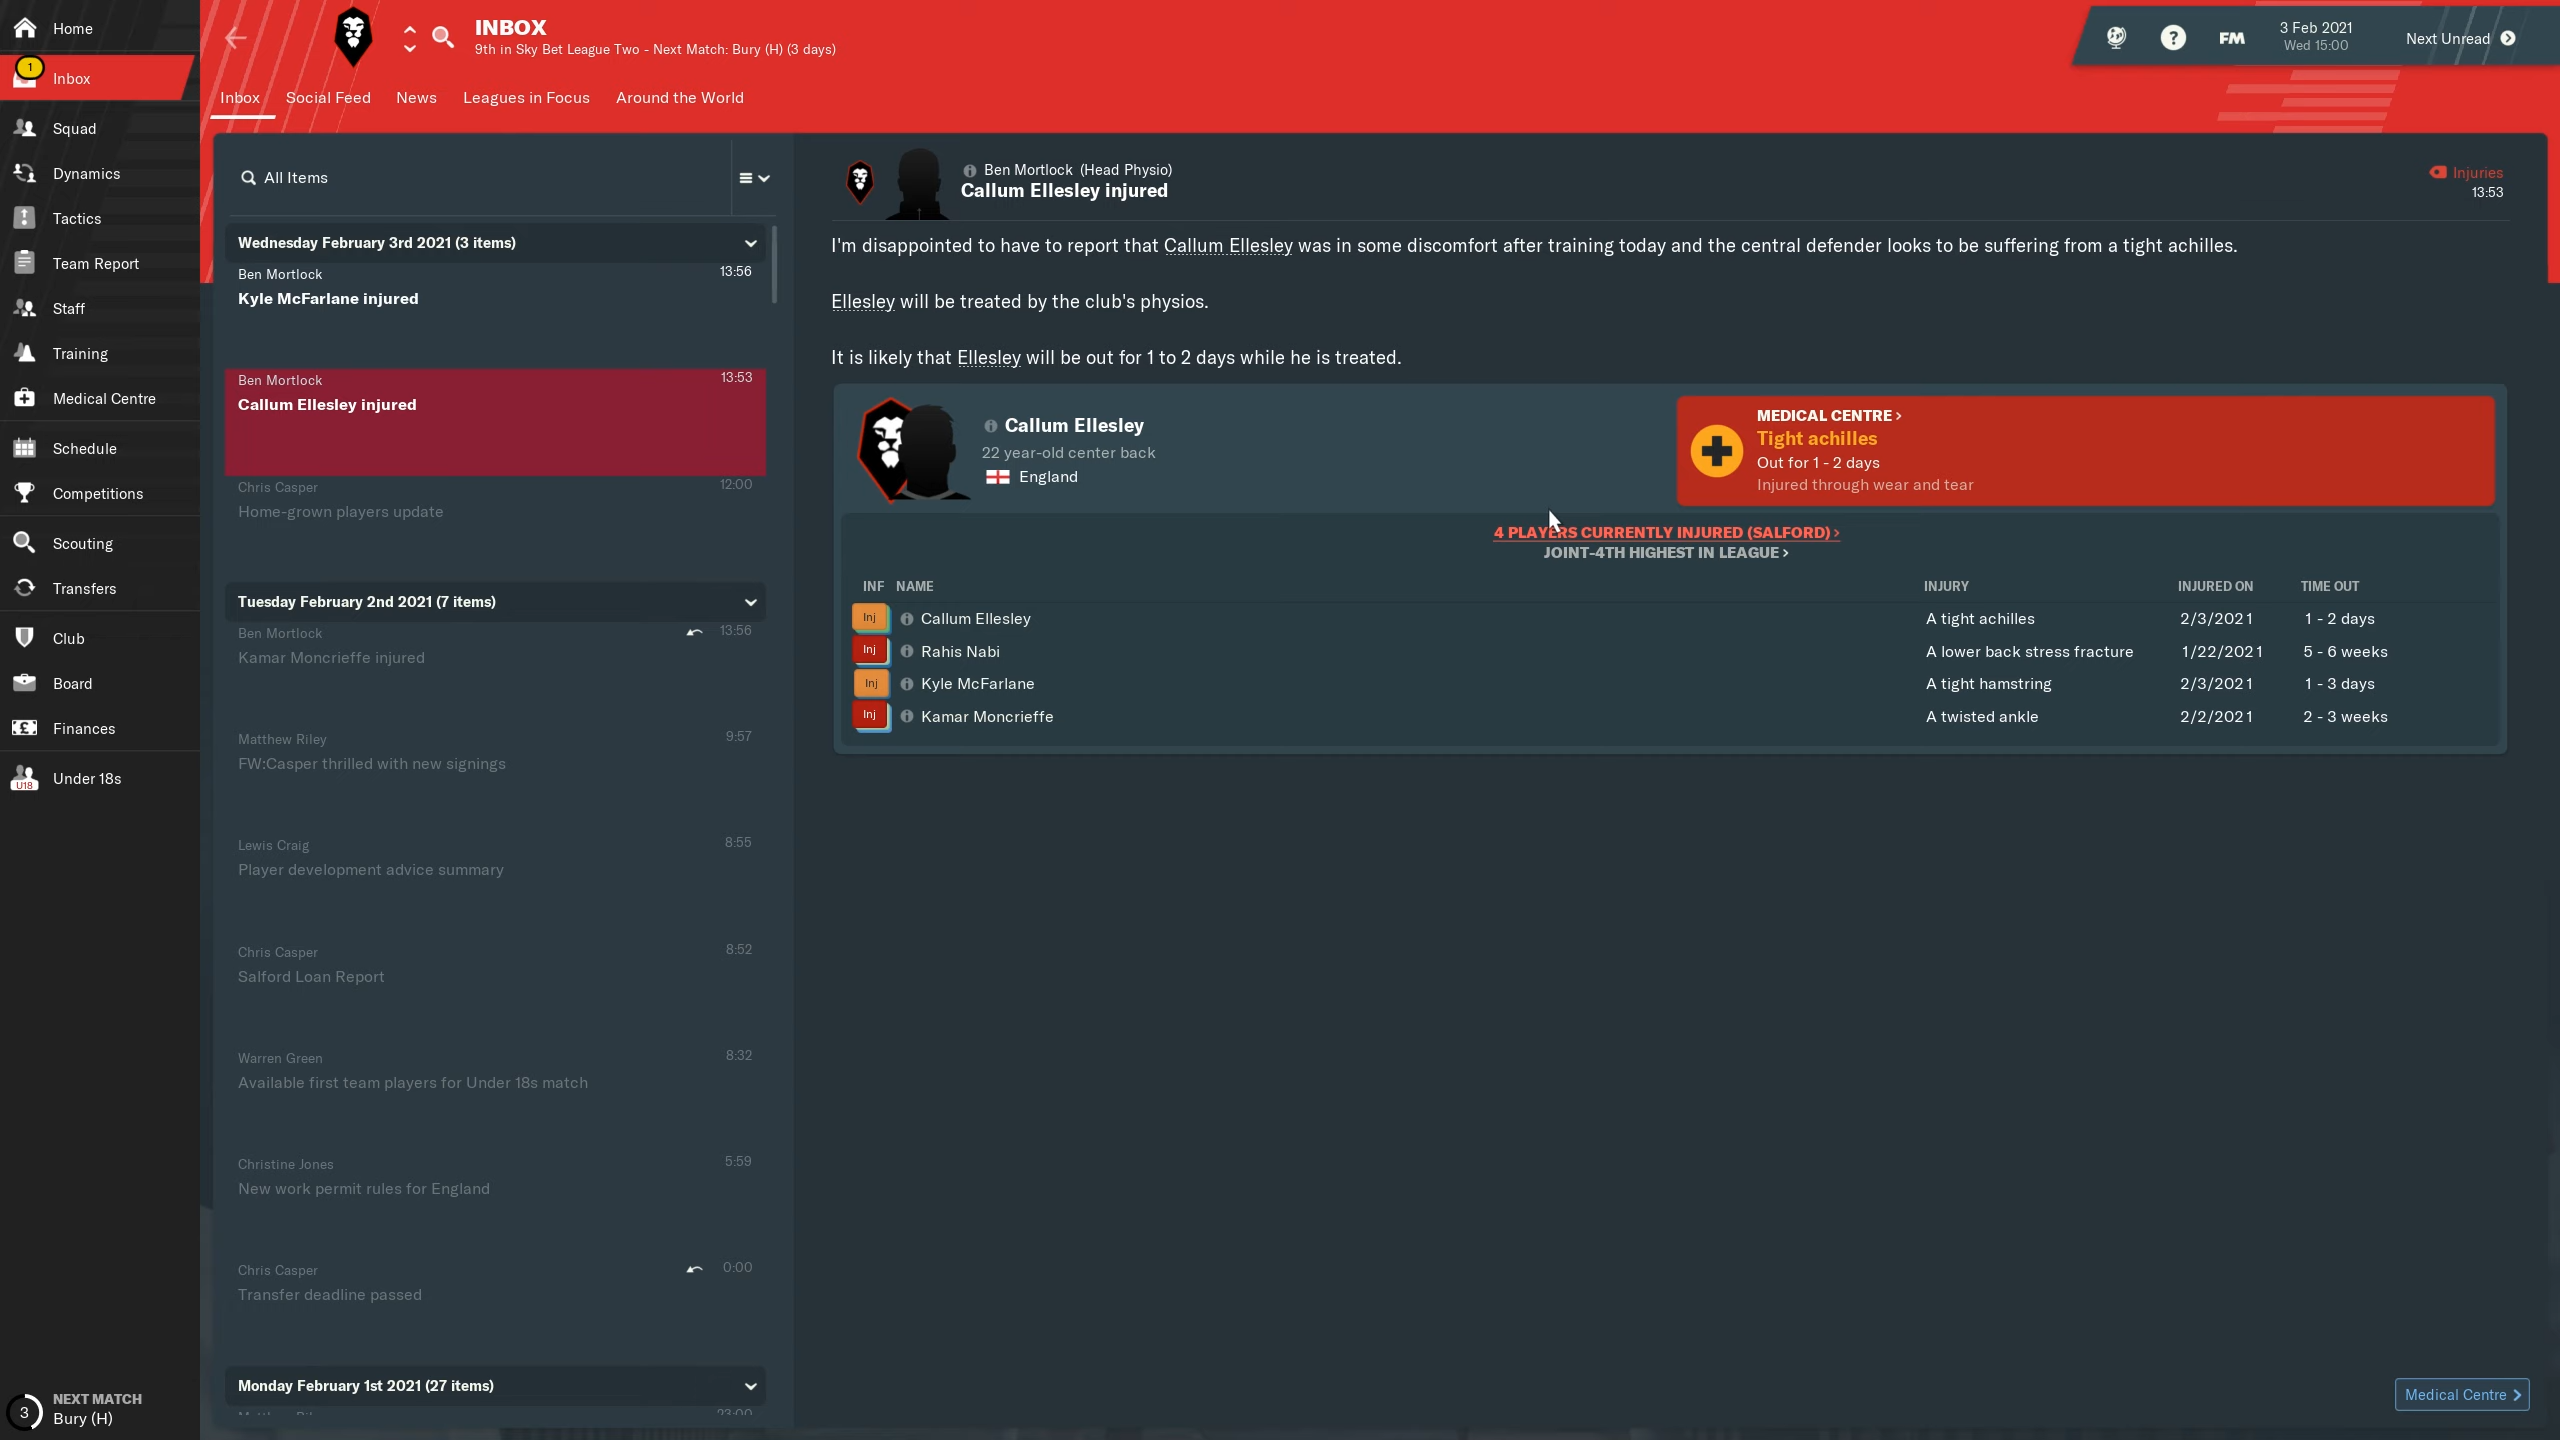 Home
1
Inbox
Squad
Dynamics
Tactics
Team Report
Staff
Training
Medical Centre
Schedule
Competitions
Scouting
Transfers
Club
Board
Finances
U18
Under 18s
3
NEXT MATCH
Bury (H)
INBOX
9th in Sky Bet League Two - Next Match: Bury (H) (3 days)
Inbox Social Feed News Leagues in Focus Around the World
? FM
3 Feb 2021
Wed 15:00
Next Unread
All Items
Wednesday February 3rd 2021 (3 items)
Ben Mortlock 13:56
Kyle McFarlane injured
Ben Mortlock 13:53
Callum Ellesley injured
Chris Casper 12:00
Home-grown players update
Tuesday February 2nd 2021 (7 items)
Ben Mortlock 13:56
Kamar Moncrieffe injured
Matthew Riley 9:57
FW:Casper thrilled with new signings
Lewis Craig 8:55
Player development advice summary
Chris Casper 8:52
Salford Loan Report
Warren Green 8:32
Available first team players for Under 18s match
Christine Jones 5:59
New work permit rules for England
Chris Casper 0:00
Transfer deadline passed
Monday February 1st 2021 (27 items)
Ben Mortlock (Head Physio)
Callum Ellesley injured
Injuries
13:53
I'm disappointed to have to report that Callum Ellesley was in some discomfort after training today and the central defender looks to be suffering from a tight achilles.
Ellesley will be treated by the club's physios.
It is likely that Ellesley will be out for 1 to 2 days while he is treated.
Callum Ellesley
22 year-old center back
England
MEDICAL CENTRE >
Tight achilles
Out for 1 - 2 days
Injured through wear and tear
4 PLAYERS CURRENTLY INJURED (SALFORD) >
JOINT-4TH HIGHEST IN LEAGUE >
INF NAME INJURY INJURED ON TIME OUT
Inj Callum Ellesley A tight achilles 2/3/2021 1 - 2 days
Inj Rahis Nabi A lower back stress fracture 1/22/2021 5 - 6 weeks
Inj Kyle McFarlane A tight hamstring 2/3/2021 1 - 3 days
Inj Kamar Moncrieffe A twisted ankle 2/2/2021 2 - 3 weeks
Medical Centre >